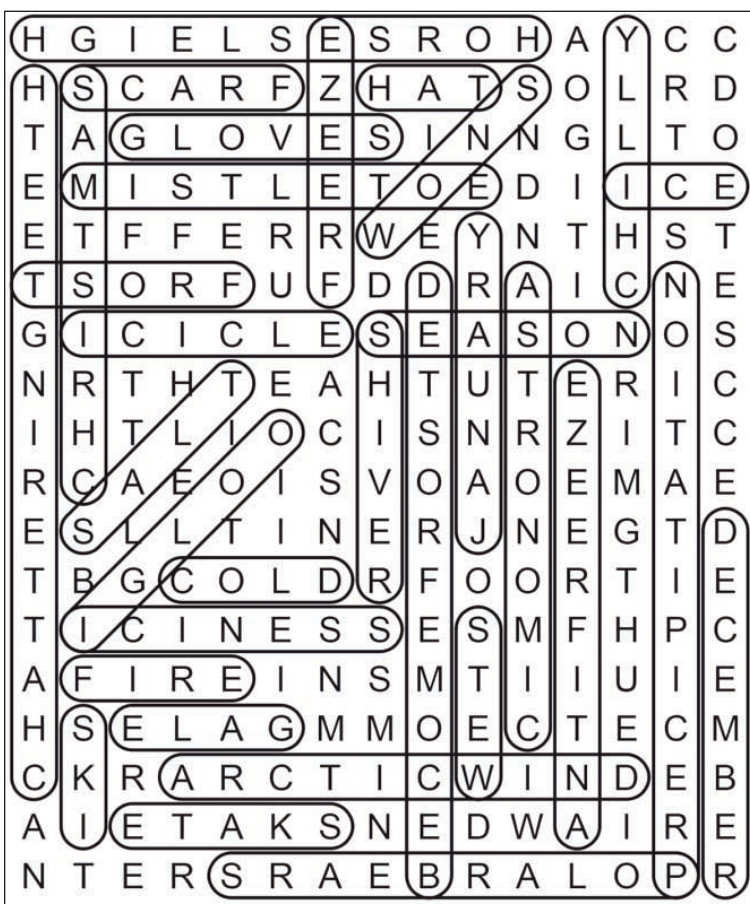 H G I E L S E S R O H A Y C C
H S C A R F Z H A T S O L R D
T A G L O V E S I N N G L T O
E M I S T L E T O E D I I C E
E T F F E R R W E Y N T H S T
T S O R F U F D D R A I C N E
G I C I C L E S E A S O N O S
N R T H T E A H T U T E R I C
I H T L I O C I S N R Z I T C
R C A E O I S V O A O E M A E
E S L L T I N E R J N E G T D
T B G C O L D R F O O R T I E
T I C I N E S S E S M F H P C
A F I R E I N S M T I I U I E
H S E L A G M M O E C T E C M
C K R A R C T I C W I N D E B
A I E T A K S N E D W A I R E
N T E R S R A E B R A L O P R